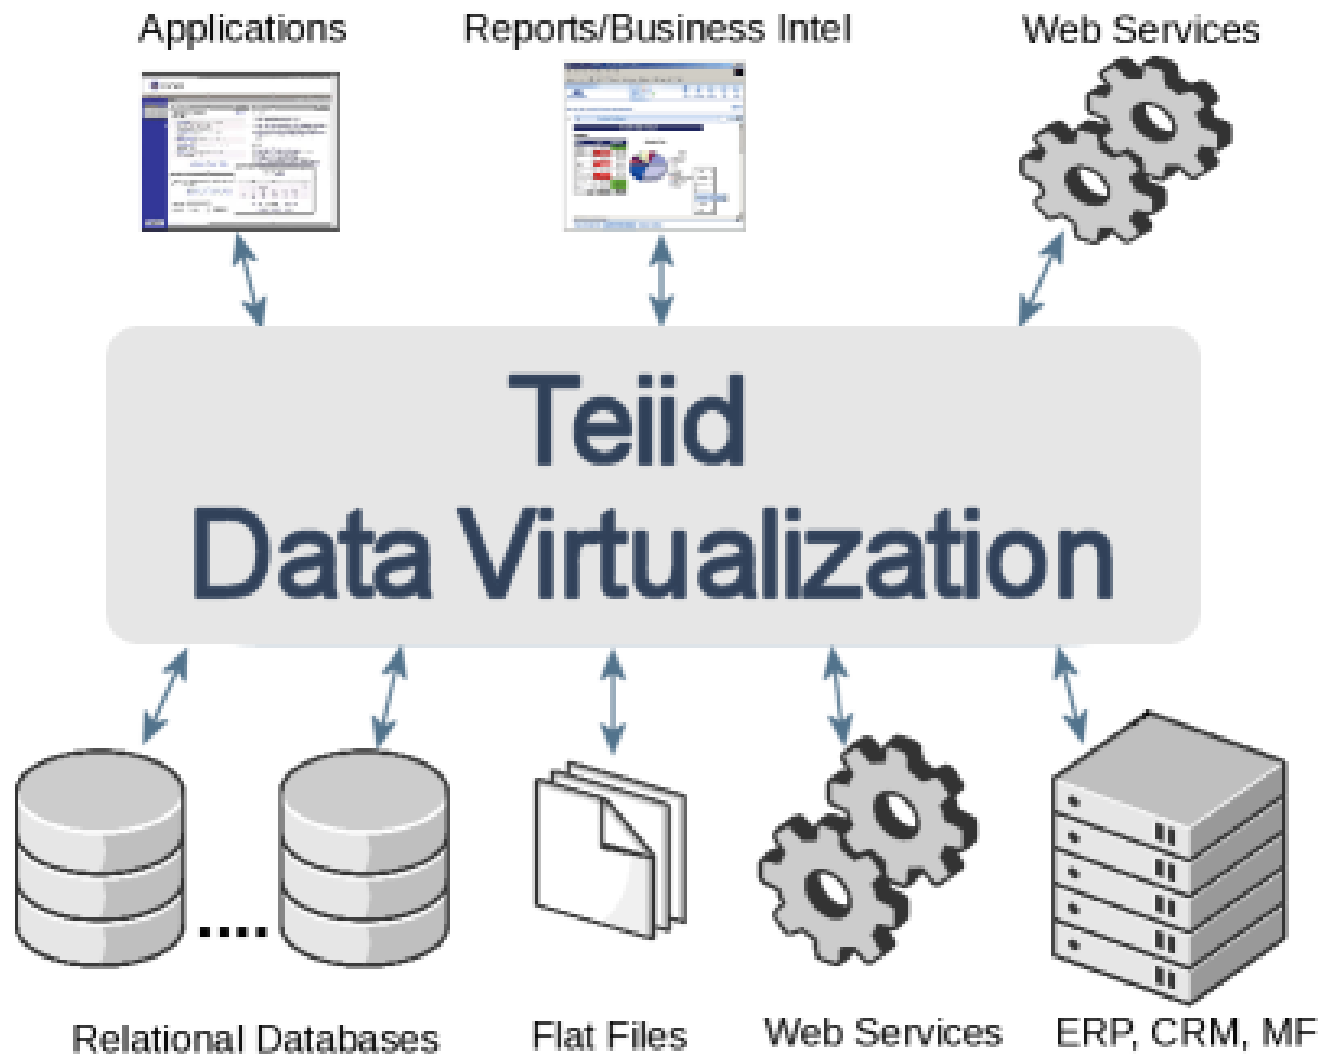 Applications
Reports/Business Intel
Web Services
Teiid
Data Virtualization
Relational Databases
Flat Files
Web Services
ERP, CRM, MF